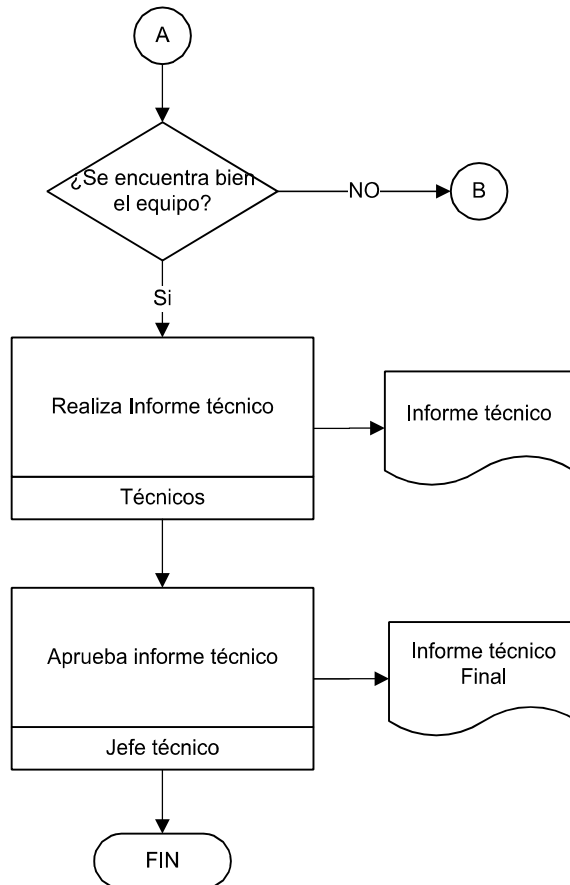 A
¿Se encuentra bien
el equipo?
NO
B
Si
Realiza Informe técnico
Informe técnico
Técnicos
Aprueba informe técnico
Informe técnico
Final
Jefe técnico
FIN